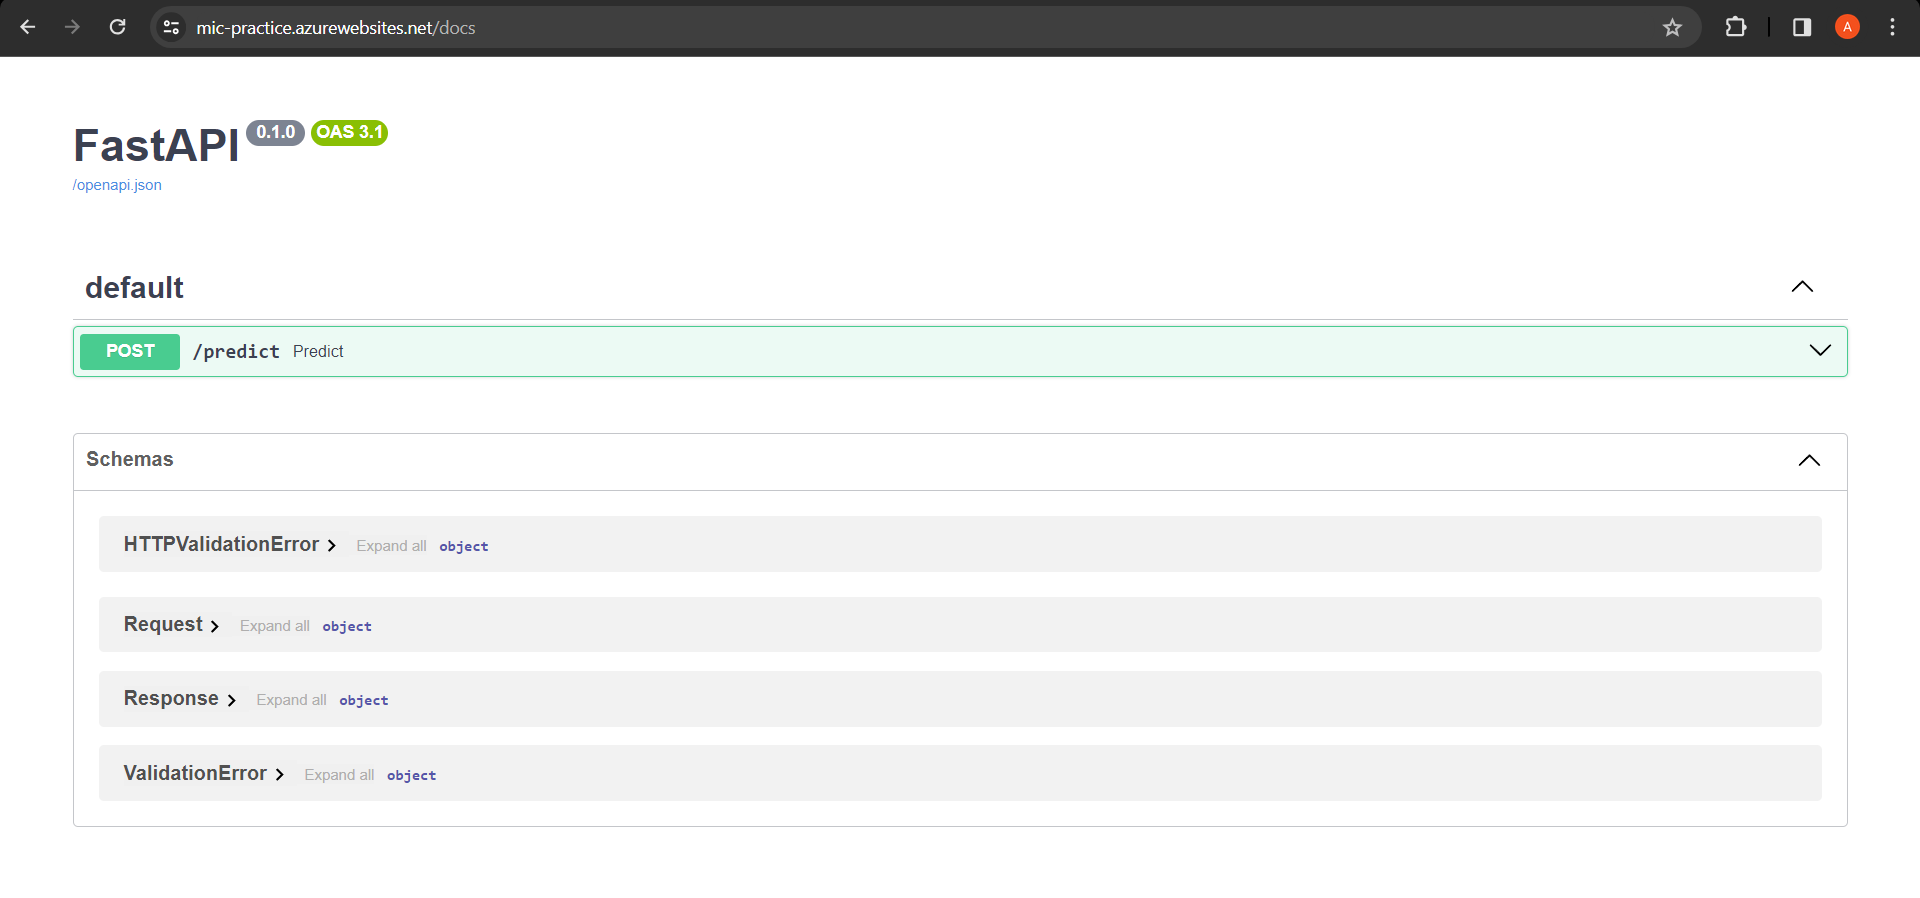 mic-practice.azurewebsites.net/docs
A
FastAPI 0.1.0 OAS 3.1
/openapi.json
default
POST /predict Predict
Schemas
HTTPValidationError Expand all object
Request Expand all object
Response Expand all object
ValidationError Expand all object